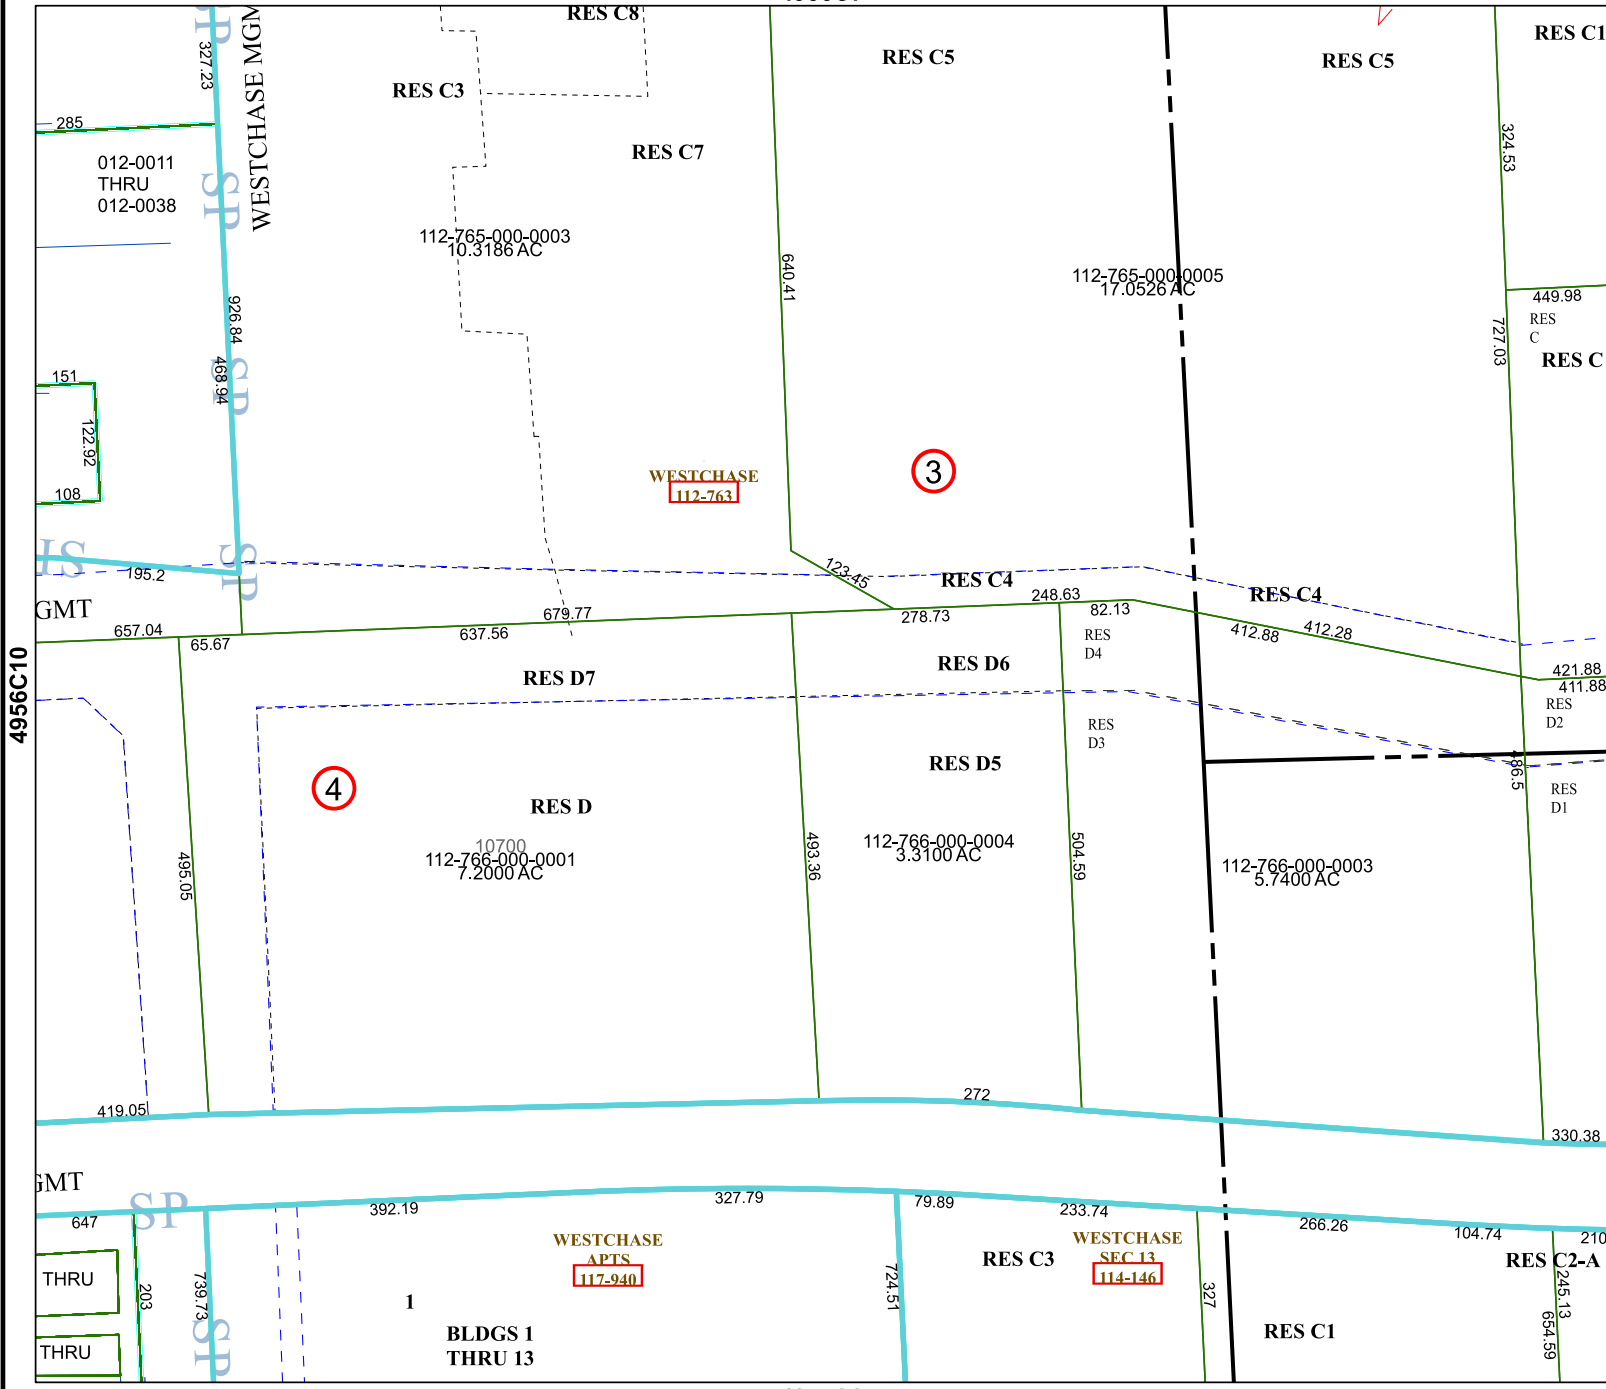 RES C8
RES C5
RES C5
RES C1
327.23
WESTCHASE MGM
RES C3
285
RES C7
324.53
012-0011
THRU
012-0038
SP
112-765-000-0003
10.3186 AC
640.41
112-765-000-0005
17.0526 AC
449.98
RES
C
926.84
727.03
RES C
468.94
SP
151
122.92
108
WESTCHASE
112-763
3
SP
195.2
123.45
RES C4
RES C4
GMT
657.04
65.67
679.77
637.56
278.73
248.63
82.13
412.88
412.28
RES
D4
421.88
411.88
4956C10
RES D7
RES D6
RES
D2
RES
D3
486.5
4
RES D5
RES
D1
RES D
10700
112-766-000-0001
7.2000 AC
495.05
493.36
112-766-000-0004
3.3100 AC
504.59
112-766-000-0003
5.7400 AC
419.05
272
330.38
GMT
SP
647
392.19
327.79
79.89
233.74
266.26
104.74
210
WESTCHASE
APTS
117-940
RES C3
WESTCHASE
SEC 13
114-146
RES C2-A
THRU
203
739.73
724.51
327
245.13
1
SP
BLDGS 1
THRU 13
RES C1
654.59
THRU